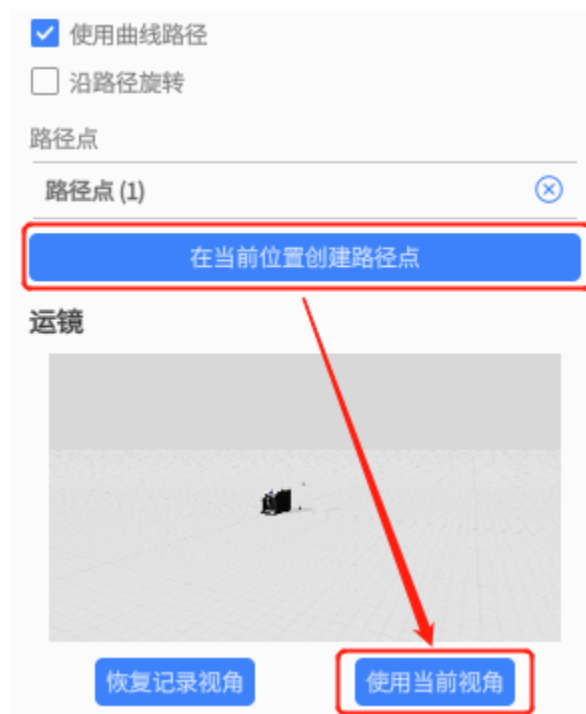 使用曲线路径
沿路径旋转
路径点
路径点 (1)
在当前位置创建路径点
运镜
恢复记录视角
使用当前视角